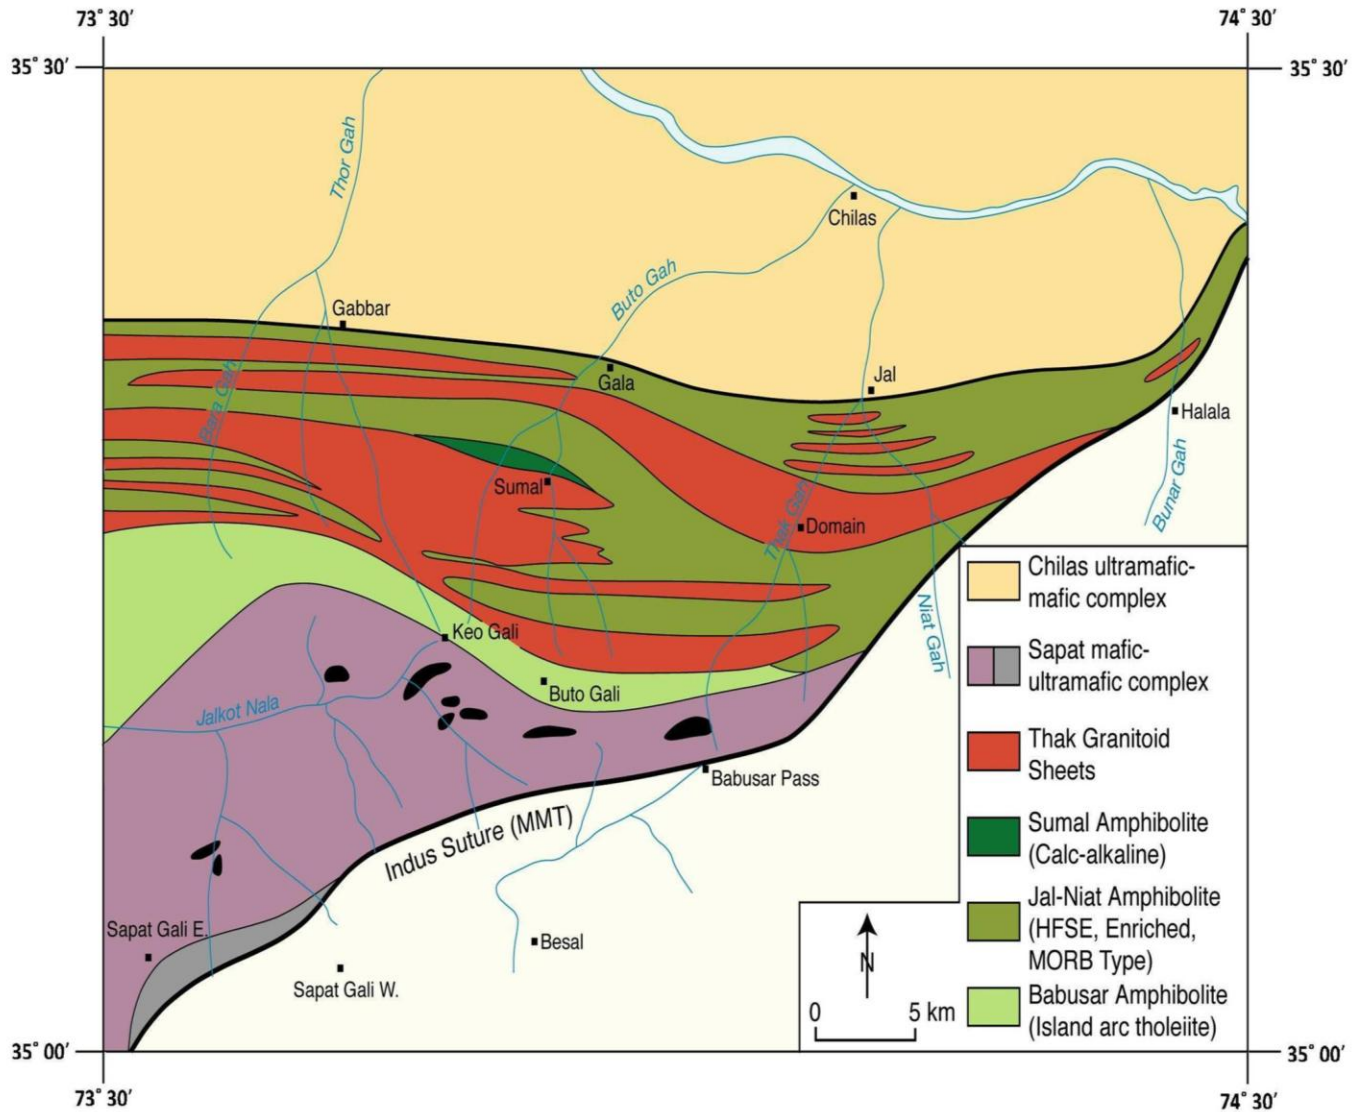 73° 30′
74° 30′
35° 30′
35° 30′
Thor Gah
Chilas
Buto Gah
Gabbar
Bara Gah
Gala
Jal
Halala
Sumal
Thak Gah
Domain
Bunar Gah
Niat Gah
Keo Gali
Buto Gali
Jalkot Nala
Babusar Pass
Indus Suture (MMT)
Sapat Gali E.
Sapat Gali W.
Besal
Chilas ultramafic-
mafic complex
Sapat mafic-
ultramafic complex
Thak Granitoid
Sheets
Sumal Amphibolite
(Calc-alkaline)
Jal-Niat Amphibolite
(HFSE, Enriched,
MORB Type)
Babusar Amphibolite
(Island arc tholeiite)
N
0
5 km
35° 00′
35° 00′
73° 30′
74° 30′